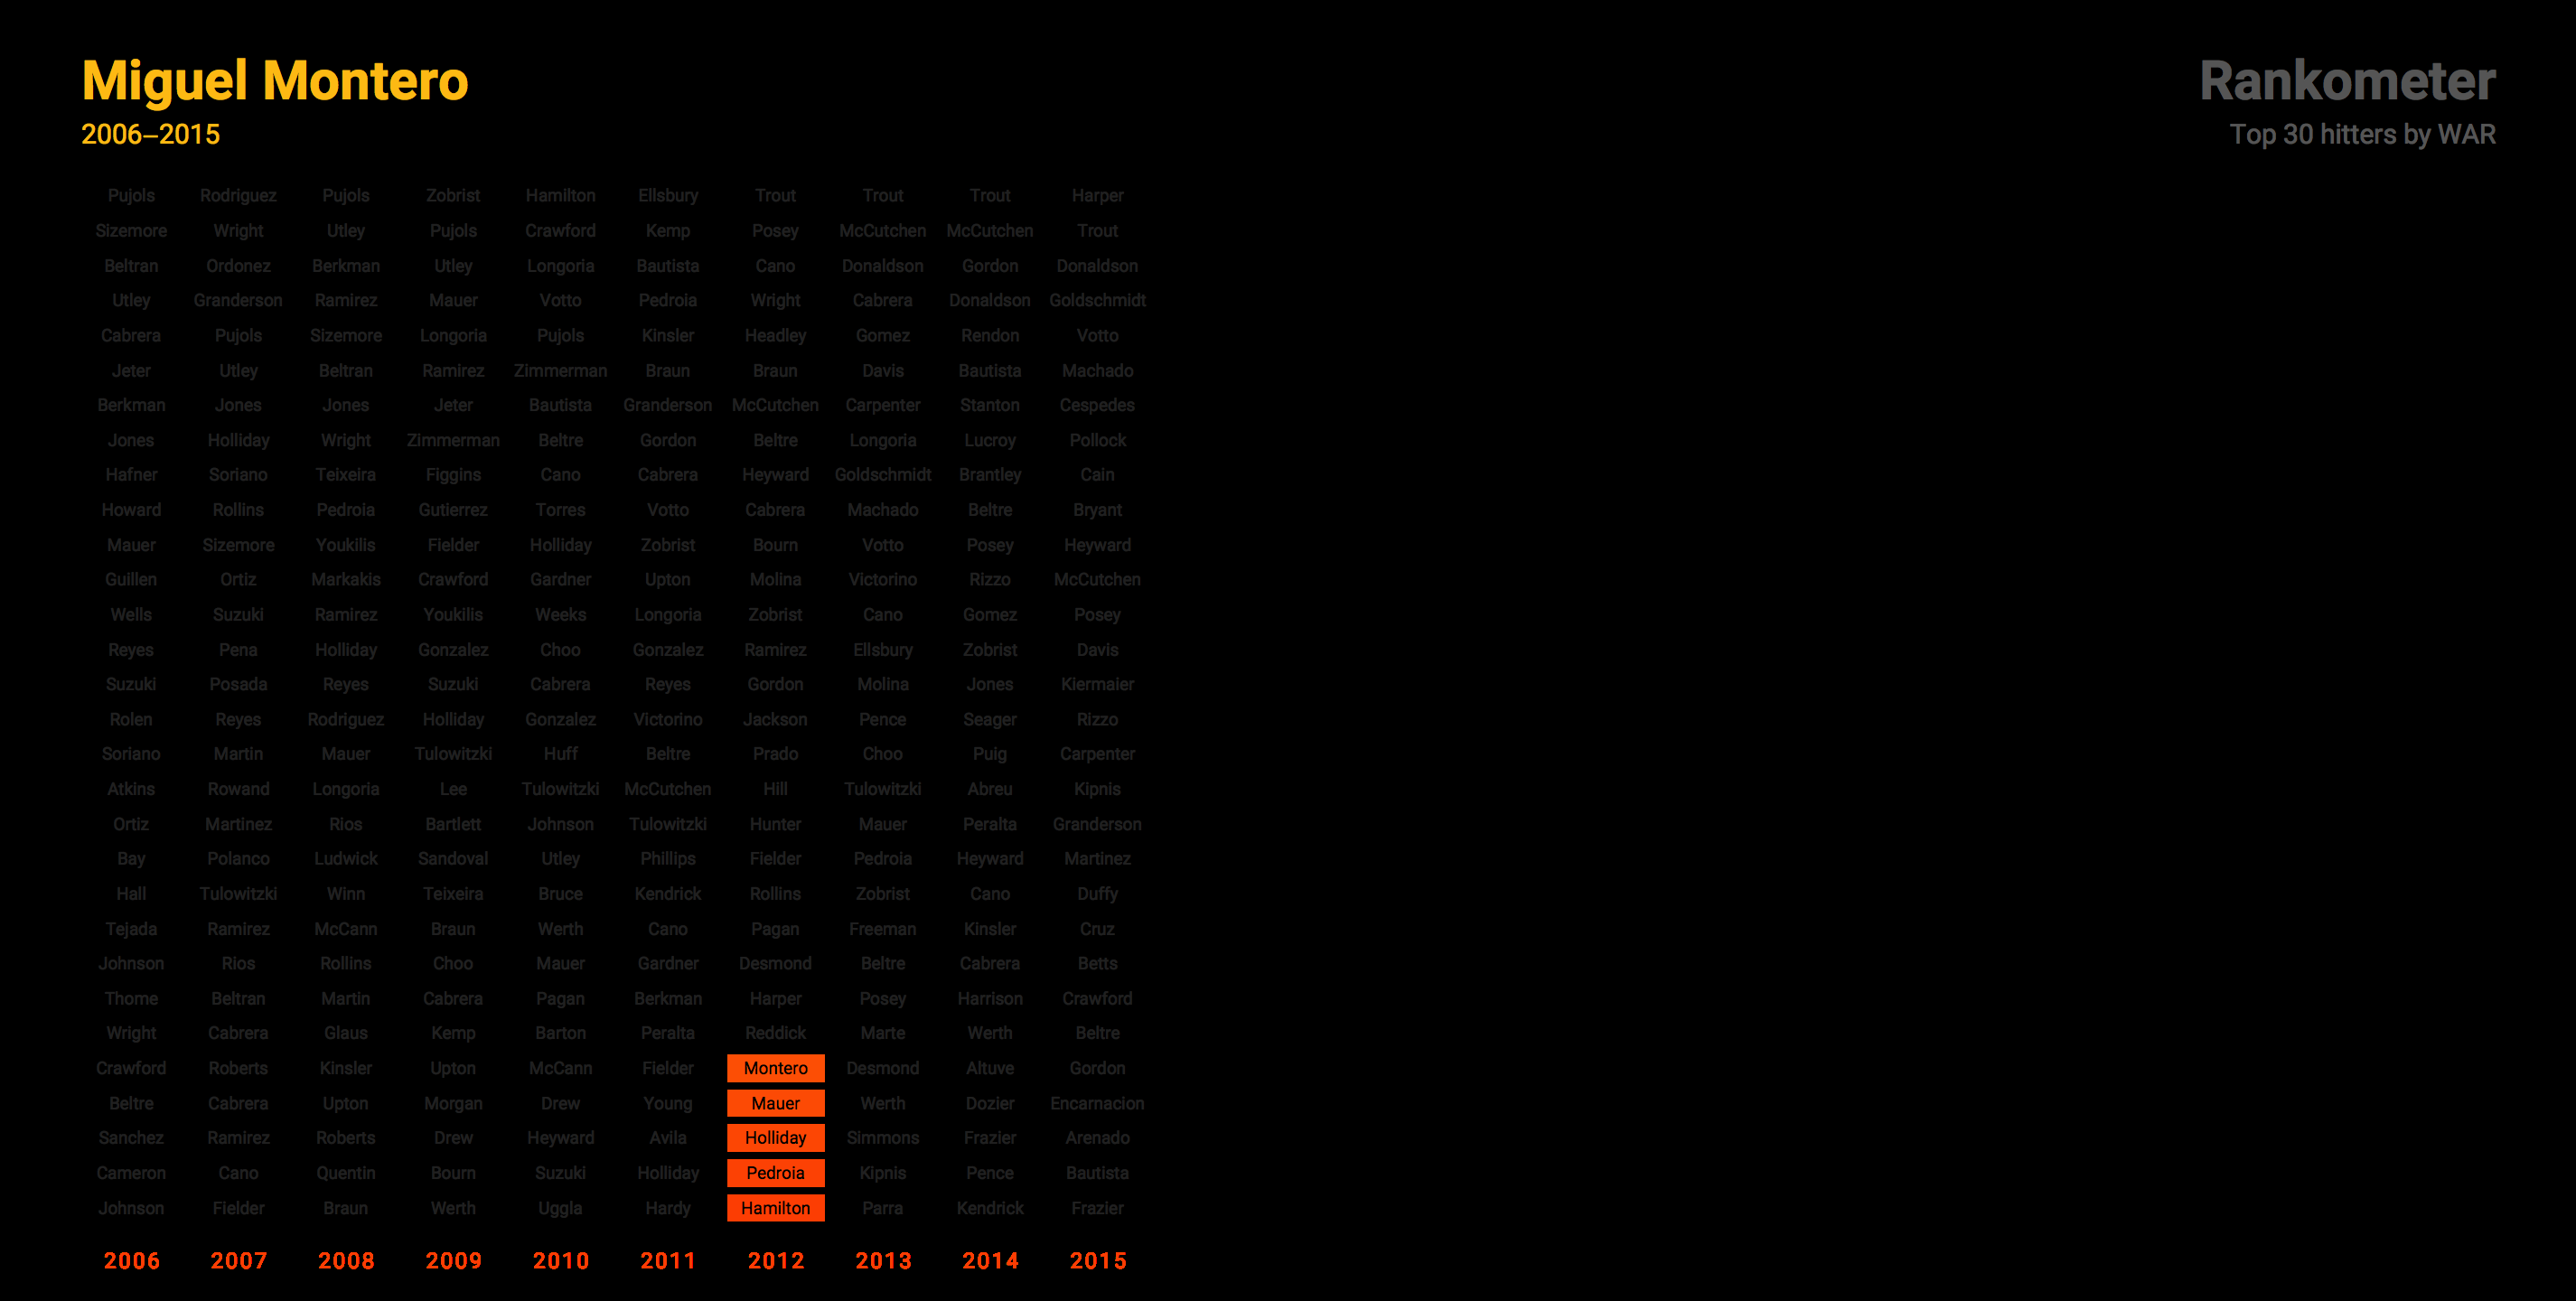 Miguel Montero
2006–2015
Rankometer
Top 30 hitters by WAR
Pujols Rodriguez Pujols Zobrist Hamilton Ellsbury Trout Trout Trout Harper
Sizemore Wright Utley Pujols Crawford Kemp Posey McCutchen McCutchen Trout
Beltran Ordonez Berkman Utley Longoria Bautista Cano Donaldson Gordon Donaldson
Utley Granderson Ramirez Mauer Votto Pedroia Wright Cabrera Donaldson Goldschmidt
Cabrera Pujols Sizemore Longoria Pujols Kinsler Headley Gomez Rendon Votto
Jeter Utley Beltran Ramirez Zimmerman Braun Braun Davis Bautista Machado
Berkman Jones Jones Jeter Bautista Granderson McCutchen Carpenter Stanton Cespedes
Jones Holliday Wright Zimmerman Beltre Gordon Beltre Longoria Lucroy Pollock
Hafner Soriano Teixeira Figgins Cano Cabrera Heyward Goldschmidt Brantley Cain
Howard Rollins Pedroia Gutierrez Torres Votto Cabrera Machado Beltre Bryant
Mauer Sizemore Youkilis Fielder Holliday Zobrist Bourn Votto Posey Heyward
Guillen Ortiz Markakis Crawford Gardner Upton Molina Victorino Rizzo McCutchen
Wells Suzuki Ramirez Youkilis Weeks Longoria Zobrist Cano Gomez Posey
Reyes Pena Holliday Gonzalez Choo Gonzalez Ramirez Ellsbury Zobrist Davis
Suzuki Posada Reyes Suzuki Cabrera Reyes Gordon Molina Jones Kiermaier
Rolen Reyes Rodriguez Holliday Gonzalez Victorino Jackson Pence Seager Rizzo
Soriano Martin Mauer Tulowitzki Huff Beltre Prado Choo Puig Carpenter
Atkins Rowand Longoria Lee Tulowitzki McCutchen Hill Tulowitzki Abreu Kipnis
Ortiz Martinez Rios Bartlett Johnson Tulowitzki Hunter Mauer Peralta Granderson
Bay Polanco Ludwick Sandoval Utley Phillips Fielder Pedroia Heyward Martinez
Hall Tulowitzki Winn Teixeira Bruce Kendrick Rollins Zobrist Cano Duffy
Tejada Ramirez McCann Braun Werth Cano Pagan Freeman Kinsler Cruz
Johnson Rios Rollins Choo Mauer Gardner Desmond Beltre Cabrera Betts
Thome Beltran Martin Cabrera Pagan Berkman Harper Posey Harrison Crawford
Wright Cabrera Glaus Kemp Barton Peralta Reddick Marte Werth Beltre
Crawford Roberts Kinsler Upton McCann Fielder Montero Desmond Altuve Gordon
Beltre Cabrera Upton Morgan Drew Young Mauer Werth Dozier Encarnacion
Sanchez Ramirez Roberts Drew Heyward Avila Holliday Simmons Frazier Arenado
Cameron Cano Quentin Bourn Suzuki Holliday Pedroia Kipnis Pence Bautista
Johnson Fielder Braun Werth Uggla Hardy Hamilton Parra Kendrick Frazier
2006 2007 2008 2009 2010 2011 2012 2013 2014 2015